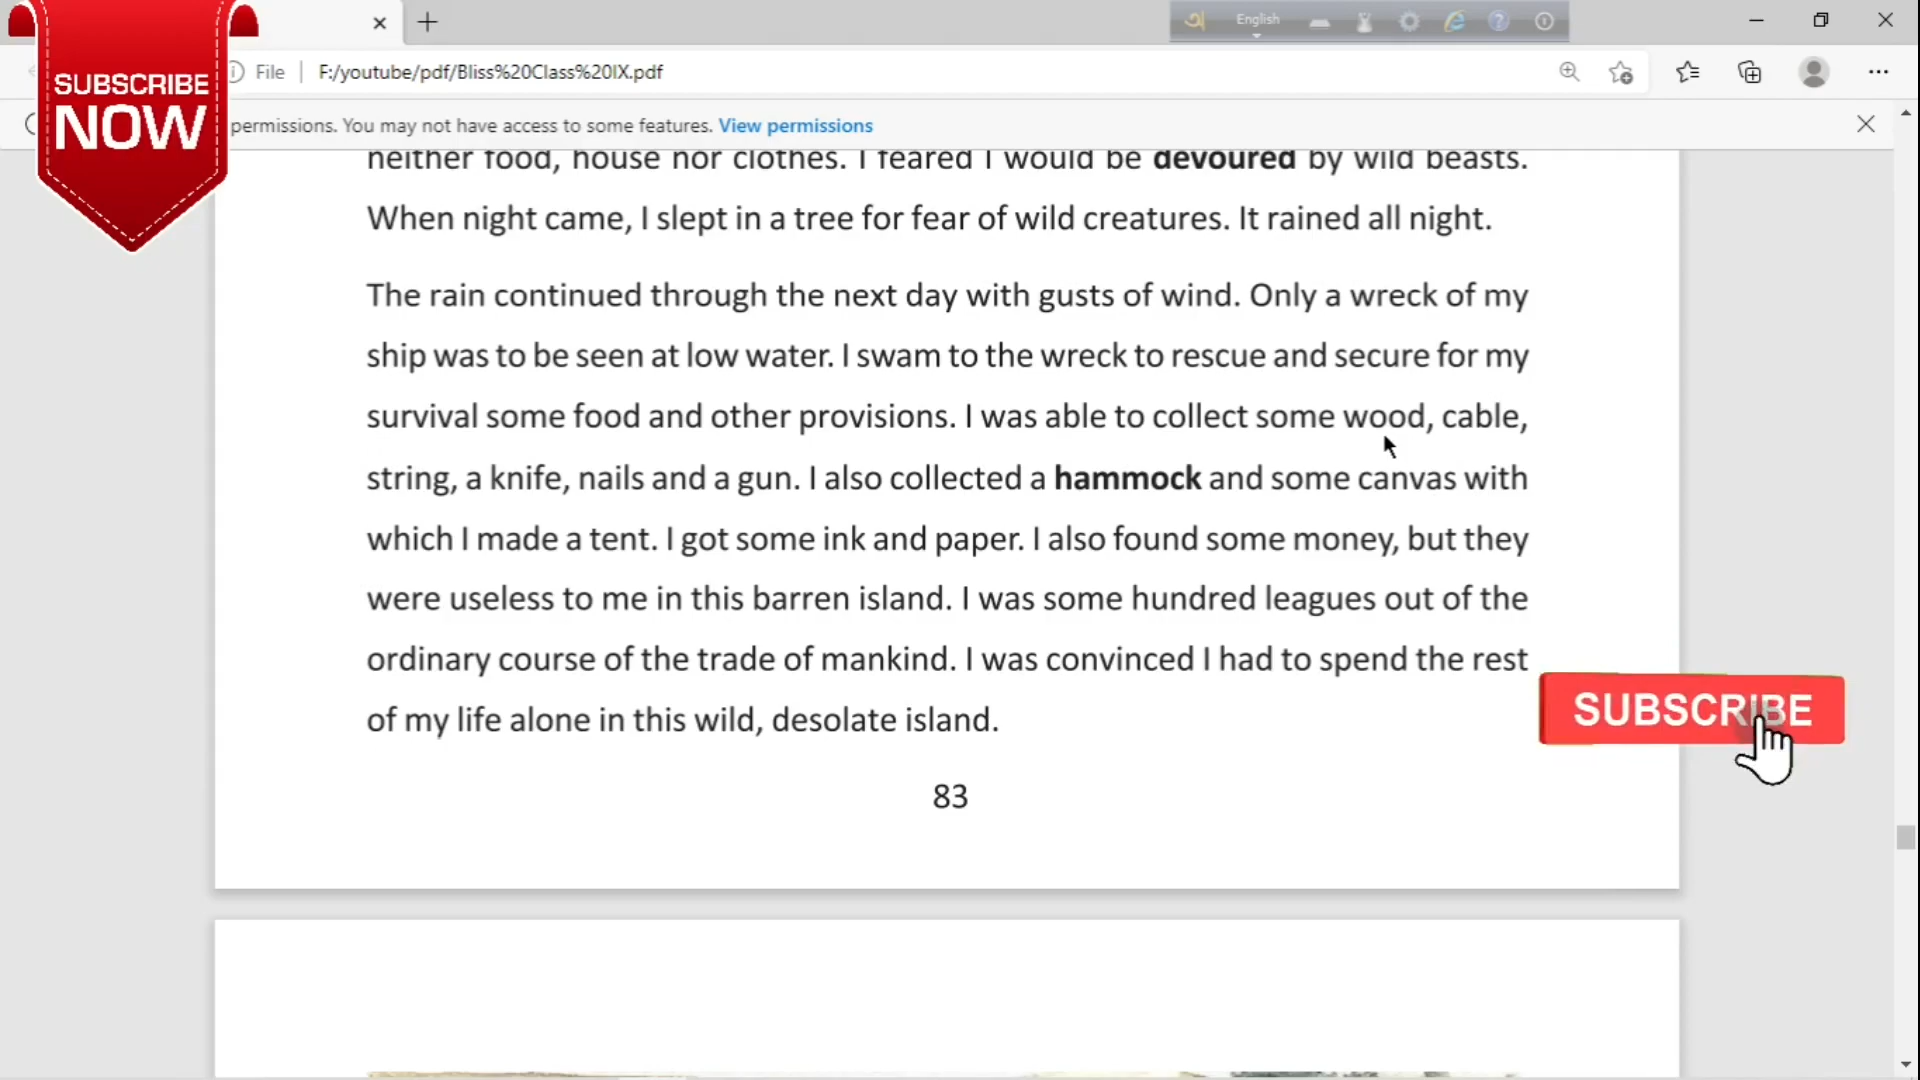 English
SUBSCRIBE
NOW
File
F:/youtube/pdf/Bliss%20Class%20IX.pdf
permissions. You may not have access to some features. View permissions
neither food, house nor clothes. I feared I would be devoured by wild beasts.
When night came, I slept in a tree for fear of wild creatures. It rained all night.
The rain continued through the next day with gusts of wind. Only a wreck of my
ship was to be seen at low water. I swam to the wreck to rescue and secure for my
survival some food and other provisions. I was able to collect some wood, cable,
string, a knife, nails and a gun. I also collected a hammock and some canvas with
which I made a tent. I got some ink and paper. I also found some money, but they
were useless to me in this barren island. I was some hundred leagues out of the
ordinary course of the trade of mankind. I was convinced I had to spend the rest
of my life alone in this wild, desolate island.
SUBSCRIBE
83